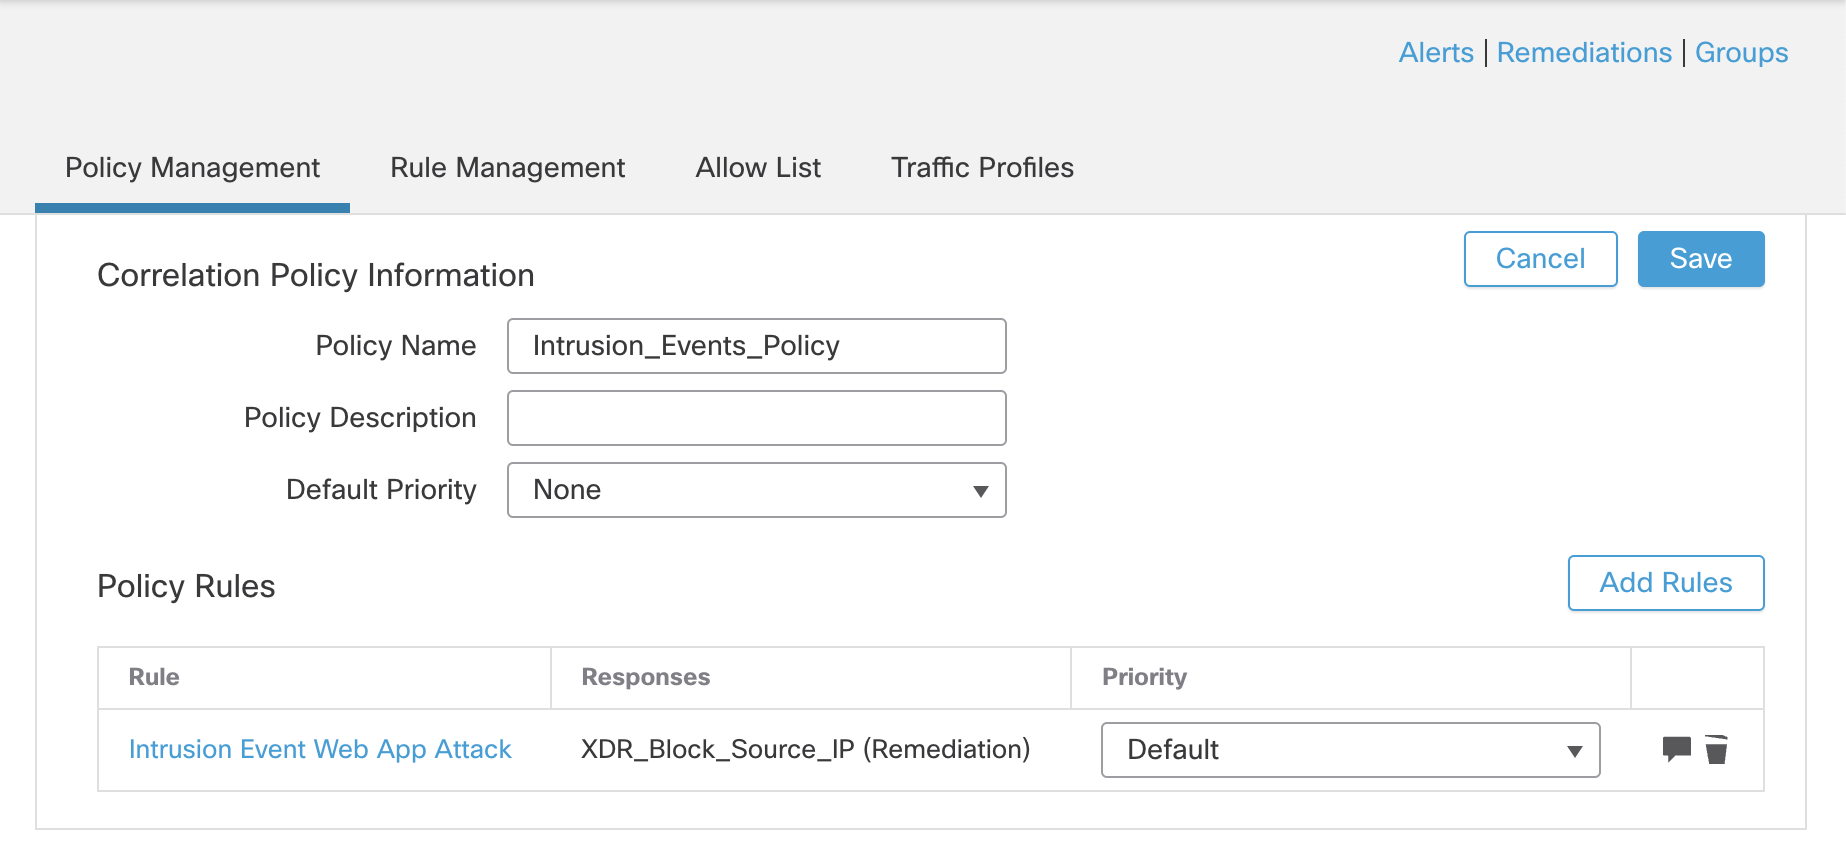 Alerts | Remediations | Groups
Policy Management Rule Management Allow List Traffic Profiles
Correlation Policy Information
Cancel Save
Policy Name Intrusion_Events_Policy
Policy Description
Default Priority None
Policy Rules
Add Rules
Rule Responses Priority
Intrusion Event Web App Attack XDR_Block_Source_IP (Remediation) Default